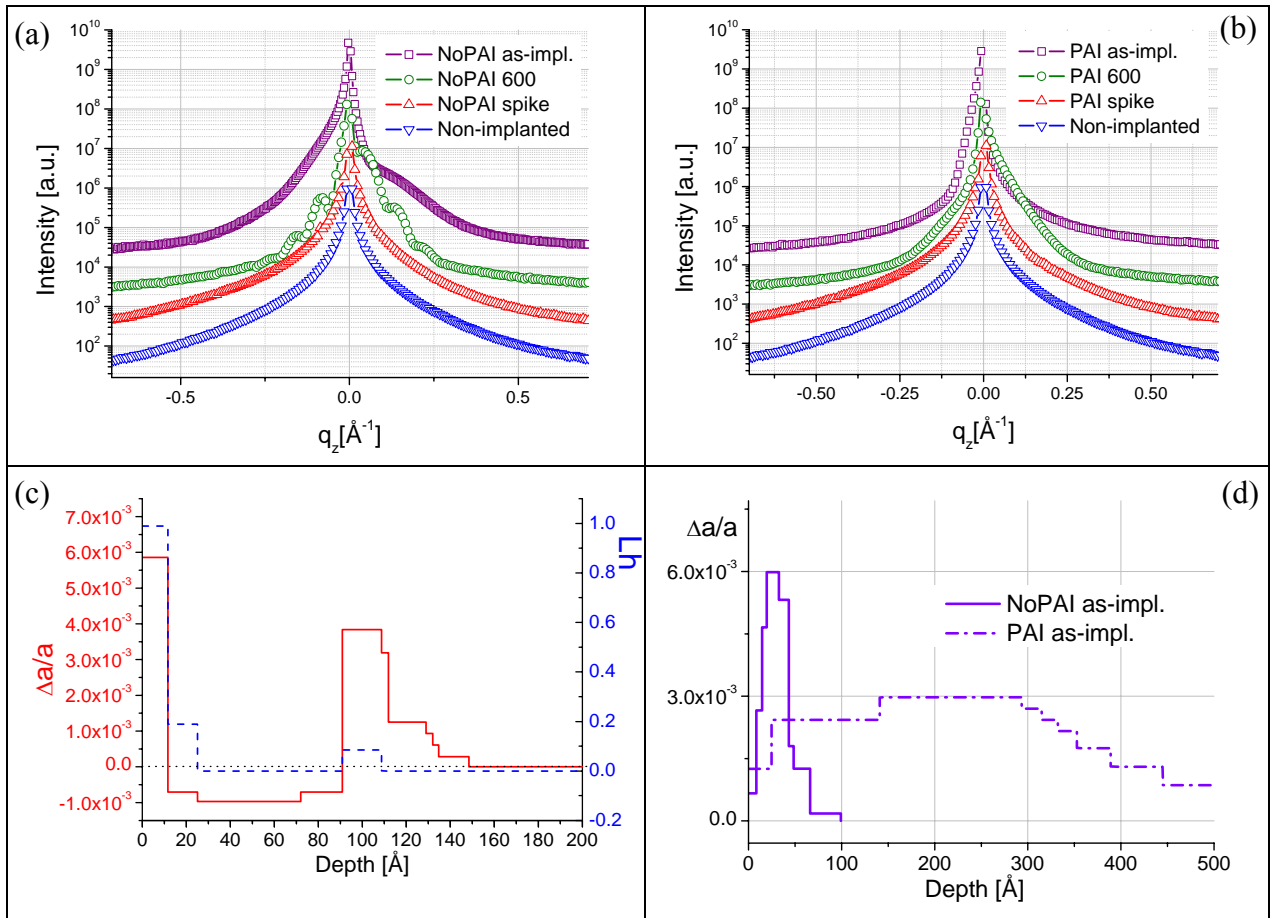 (a)
10^10
10^9
10^8
10^7
10^6
10^5
10^4
10^3
10^2
Intensity [a.u.]
NoPAI as-impl.
NoPAI 600
NoPAI spike
Non-implanted
-0.5 0.0 0.5
q_z[Å^-1]
(b)
10^10
10^9
10^8
10^7
10^6
10^5
10^4
10^3
10^2
Intensity [a.u.]
PAI as-impl.
PAI 600
PAI spike
Non-implanted
-0.50 -0.25 0.00 0.25 0.50
q_z[Å^-1]
(c)
7.0x10^-3
6.0x10^-3
5.0x10^-3
4.0x10^-3
3.0x10^-3
2.0x10^-3
1.0x10^-3
0.0
-1.0x10^-3
Δa/a
1.0
0.8
0.6
0.4
0.2
0.0
-0.2
Lh
0 20 40 60 80 100 120 140 160 180 200
Depth [Å]
(d)
Δa/a
6.0x10^-3
3.0x10^-3
0.0
NoPAI as-impl.
PAI as-impl.
0 100 200 300 400 500
Depth [Å]